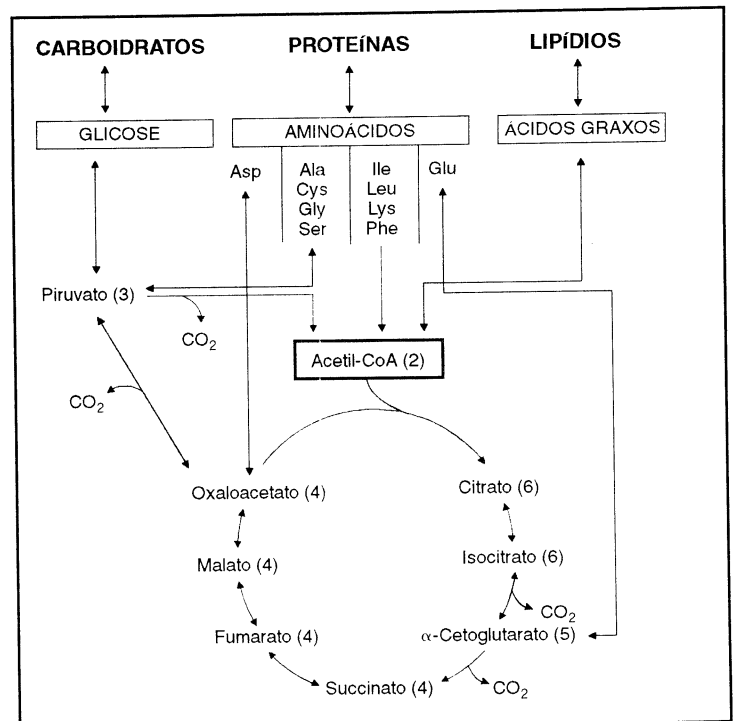 CARBOIDRATOS PROTEíNAS LIPíDIOS
GLICOSE AMINOÁCIDOS ÁCIDOS GRAXOS
Asp Ala Ile Glu
Cys Leu
Gly Lys
Ser Phe
Piruvato (3)
CO₂
Acetil-CoA (2)
CO₂
Oxaloacetato (4) Citrato (6)
Malato (4) Isocitrato (6)
CO₂
Fumarato (4) α-Cetoglutarato (5)
Succinato (4) CO₂